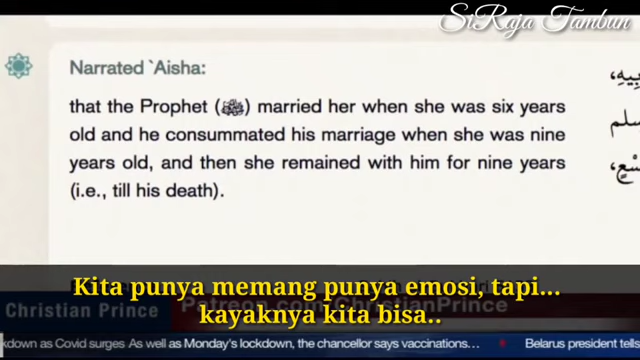 SiRaja Tambun
Narrated `Aisha:
that the Prophet (ﷺ) married her when she was six years
old and he consummated his marriage when she was nine
years old, and then she remained with him for nine years
(i.e., till his death).
Kita punya memang punya emosi, tapi...
kayaknya kita bisa..
Christian Prince
Patreon.com/ChristianPrince
kdown as Covid surges As well as Monday's lockdown, the chancellor says vaccinations...
Belarus president tells